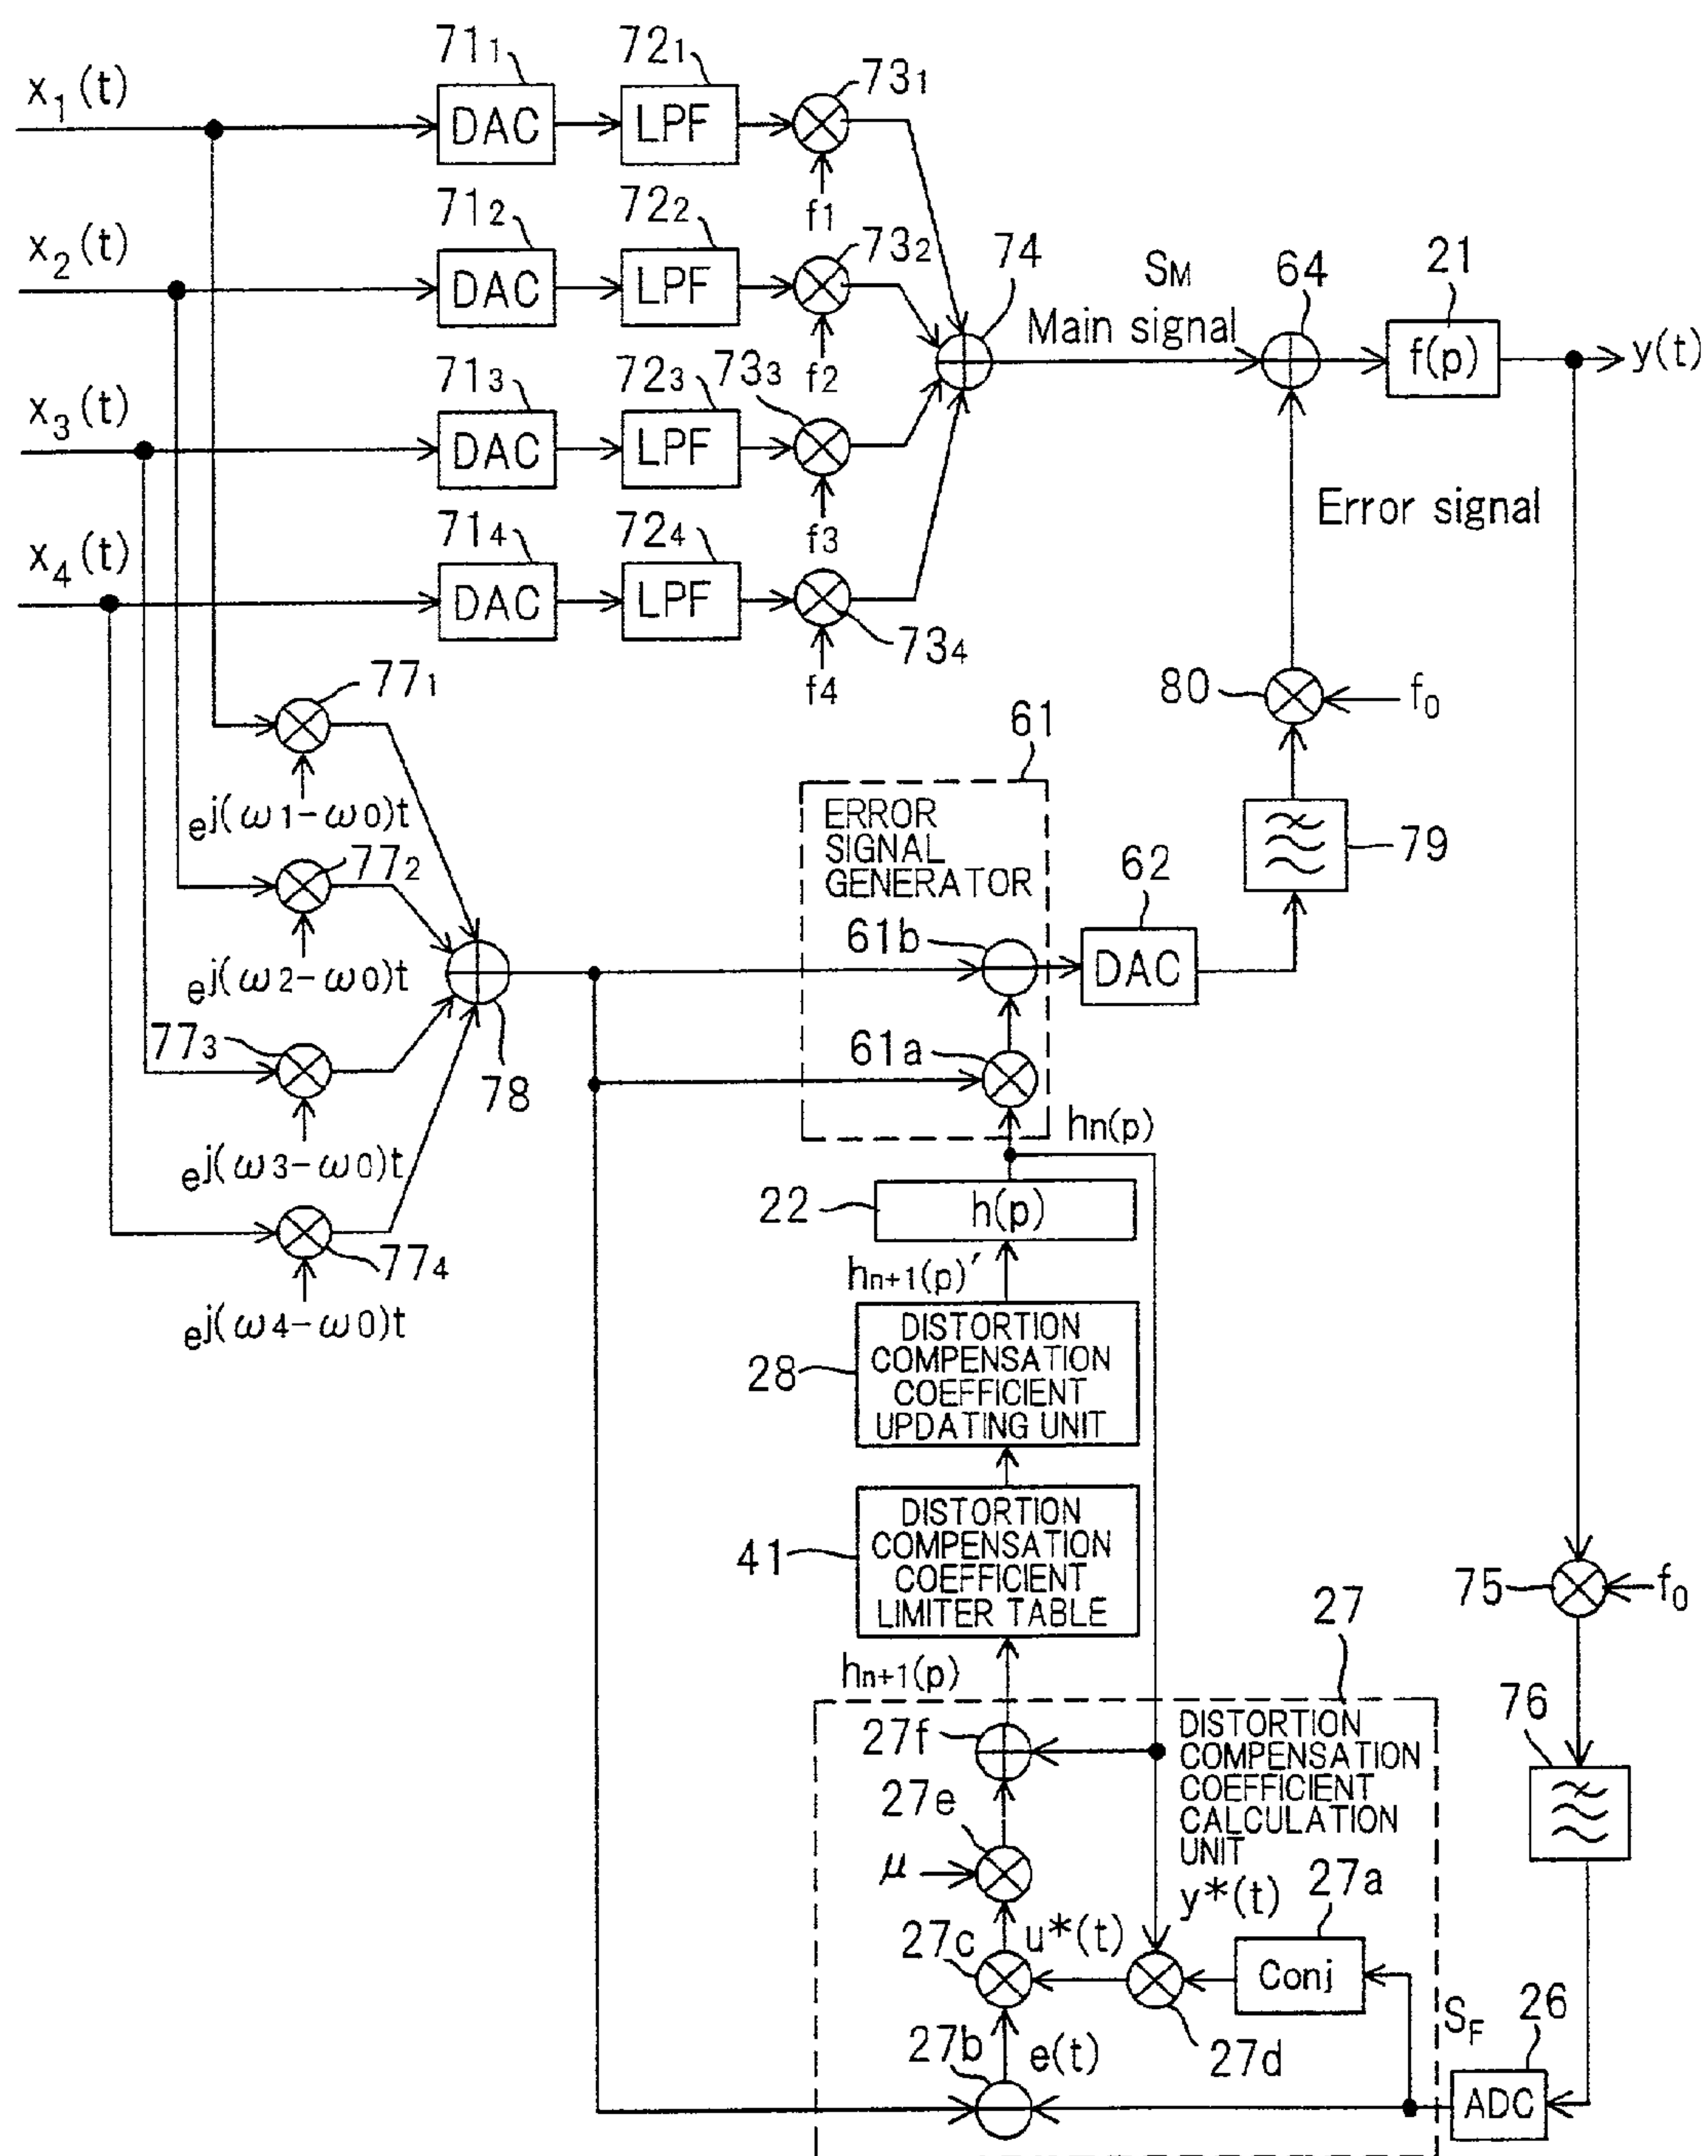 71₁
72₁
73₁
x₁(t)
DAC
LPF
f1
71₂
72₂
73₂
x₂(t)
DAC
LPF
f2
74
SM
Main signal
64
21
f(p)
y(t)
71₃
72₃
73₃
x₃(t)
DAC
LPF
f3
Error signal
71₄
72₄
x₄(t)
DAC
LPF
73₄
f4
77₁
80
f₀
ej(ω1-ω0)t
61
ERROR
SIGNAL
GENERATOR
79
77₂
62
61b
DAC
ej(ω2-ω0)t
77₃
61a
78
ej(ω3-ω0)t
hn(p)
22
h(p)
77₄
hn+1(p)′
ej(ω4-ω0)t
28
DISTORTION
COMPENSATION
COEFFICIENT
UPDATING UNIT
41
DISTORTION
COMPENSATION
COEFFICIENT
LIMITER TABLE
75
f₀
27
hn+1(p)
76
27f
DISTORTION
COMPENSATION
COEFFICIENT
CALCULATION
UNIT
27e
μ
27a
y*(t)
27c
u*(t)
Conj
27d
SF
26
27b
e(t)
ADC